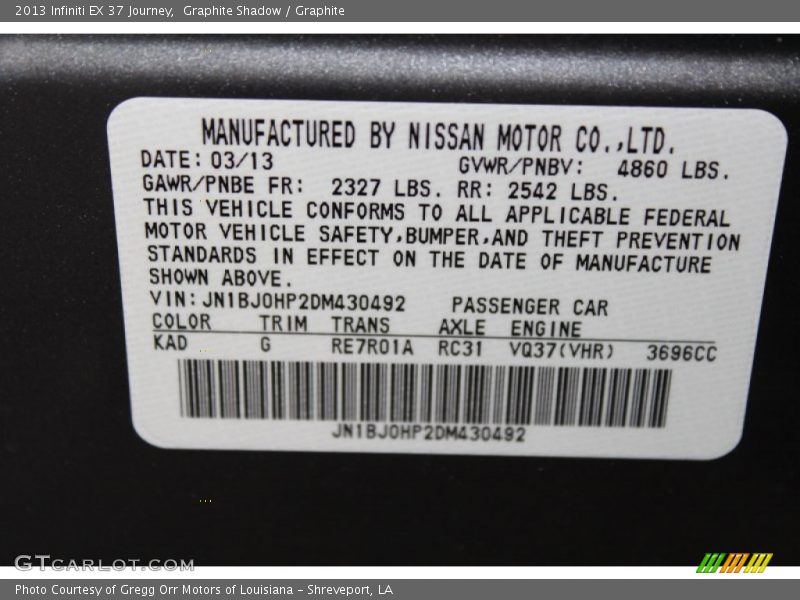 2013 Infiniti EX 37 Journey,  Graphite Shadow / Graphite
MANUFACTURED BY NISSAN MOTOR CO.,LTD.
DATE: 03/13 GVWR/PNBV: 4860 LBS.
GAWR/PNBE FR: 2327 LBS. RR: 2542 LBS.
THIS VEHICLE CONFORMS TO ALL APPLICABLE FEDERAL
MOTOR VEHICLE SAFETY,BUMPER,AND THEFT PREVENTION
STANDARDS IN EFFECT ON THE DATE OF MANUFACTURE
SHOWN ABOVE.
VIN: JN1BJ0HP2DM430492 PASSENGER CAR
COLOR TRIM TRANS AXLE ENGINE
KAD G RE7R01A RC31 VQ37(VHR) 3696CC
JN1BJ0HP2DM430492
GTCARLOT.COM
Photo Courtesy of Gregg Orr Motors of Louisiana – Shreveport, LA